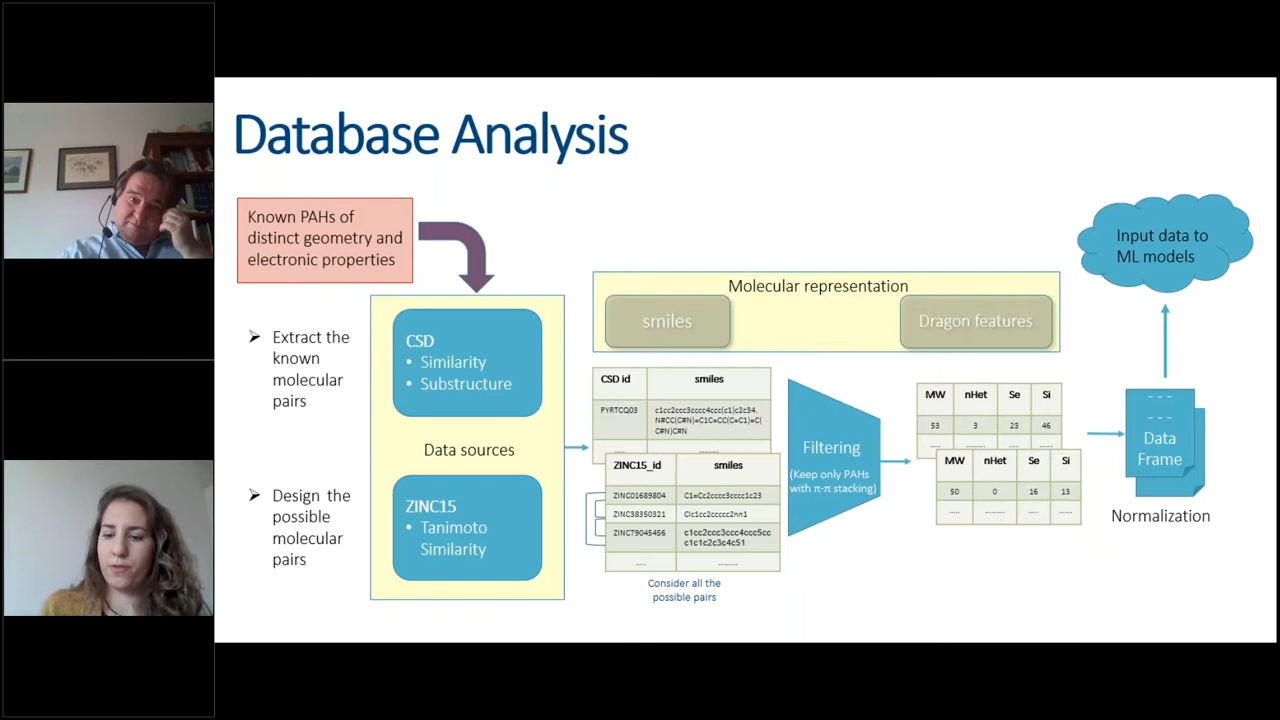 Database Analysis
Known PAHs of
distinct geometry and
electronic properties
➢ Extract the
known
molecular
pairs
➢ Design the
possible
molecular
pairs
CSD
• Similarity
• Substructure
Data sources
ZINC15
• Tanimoto
Similarity
Molecular representation
smiles
Dragon features
CSD id smiles
PYRTCQ03 c1cc2ccc3cccc4ccc(c1)c2c34.
N#CC(C#N)=C1C=CC(C=C1)=C(
C#N)C#N
..... .........
ZINC15_id smiles
ZINC01689804 C1=Cc2cccc3cccc1c23
ZINC38350321 Clc1cc2ccccc2nn1
ZINC79045456 c1cc2ccc3ccc4ccc5cc
c1c1c2c3c4c51
..... .........
Consider all the
possible pairs
Filtering
(Keep only PAHs
with π-π stacking)
MW nHet Se Si
53 3 23 46
..... .......... ..... .....
MW nHet Se Si
50 0 16 13
..... .......... ..... .....
Data
Frame
Normalization
Input data to
ML models